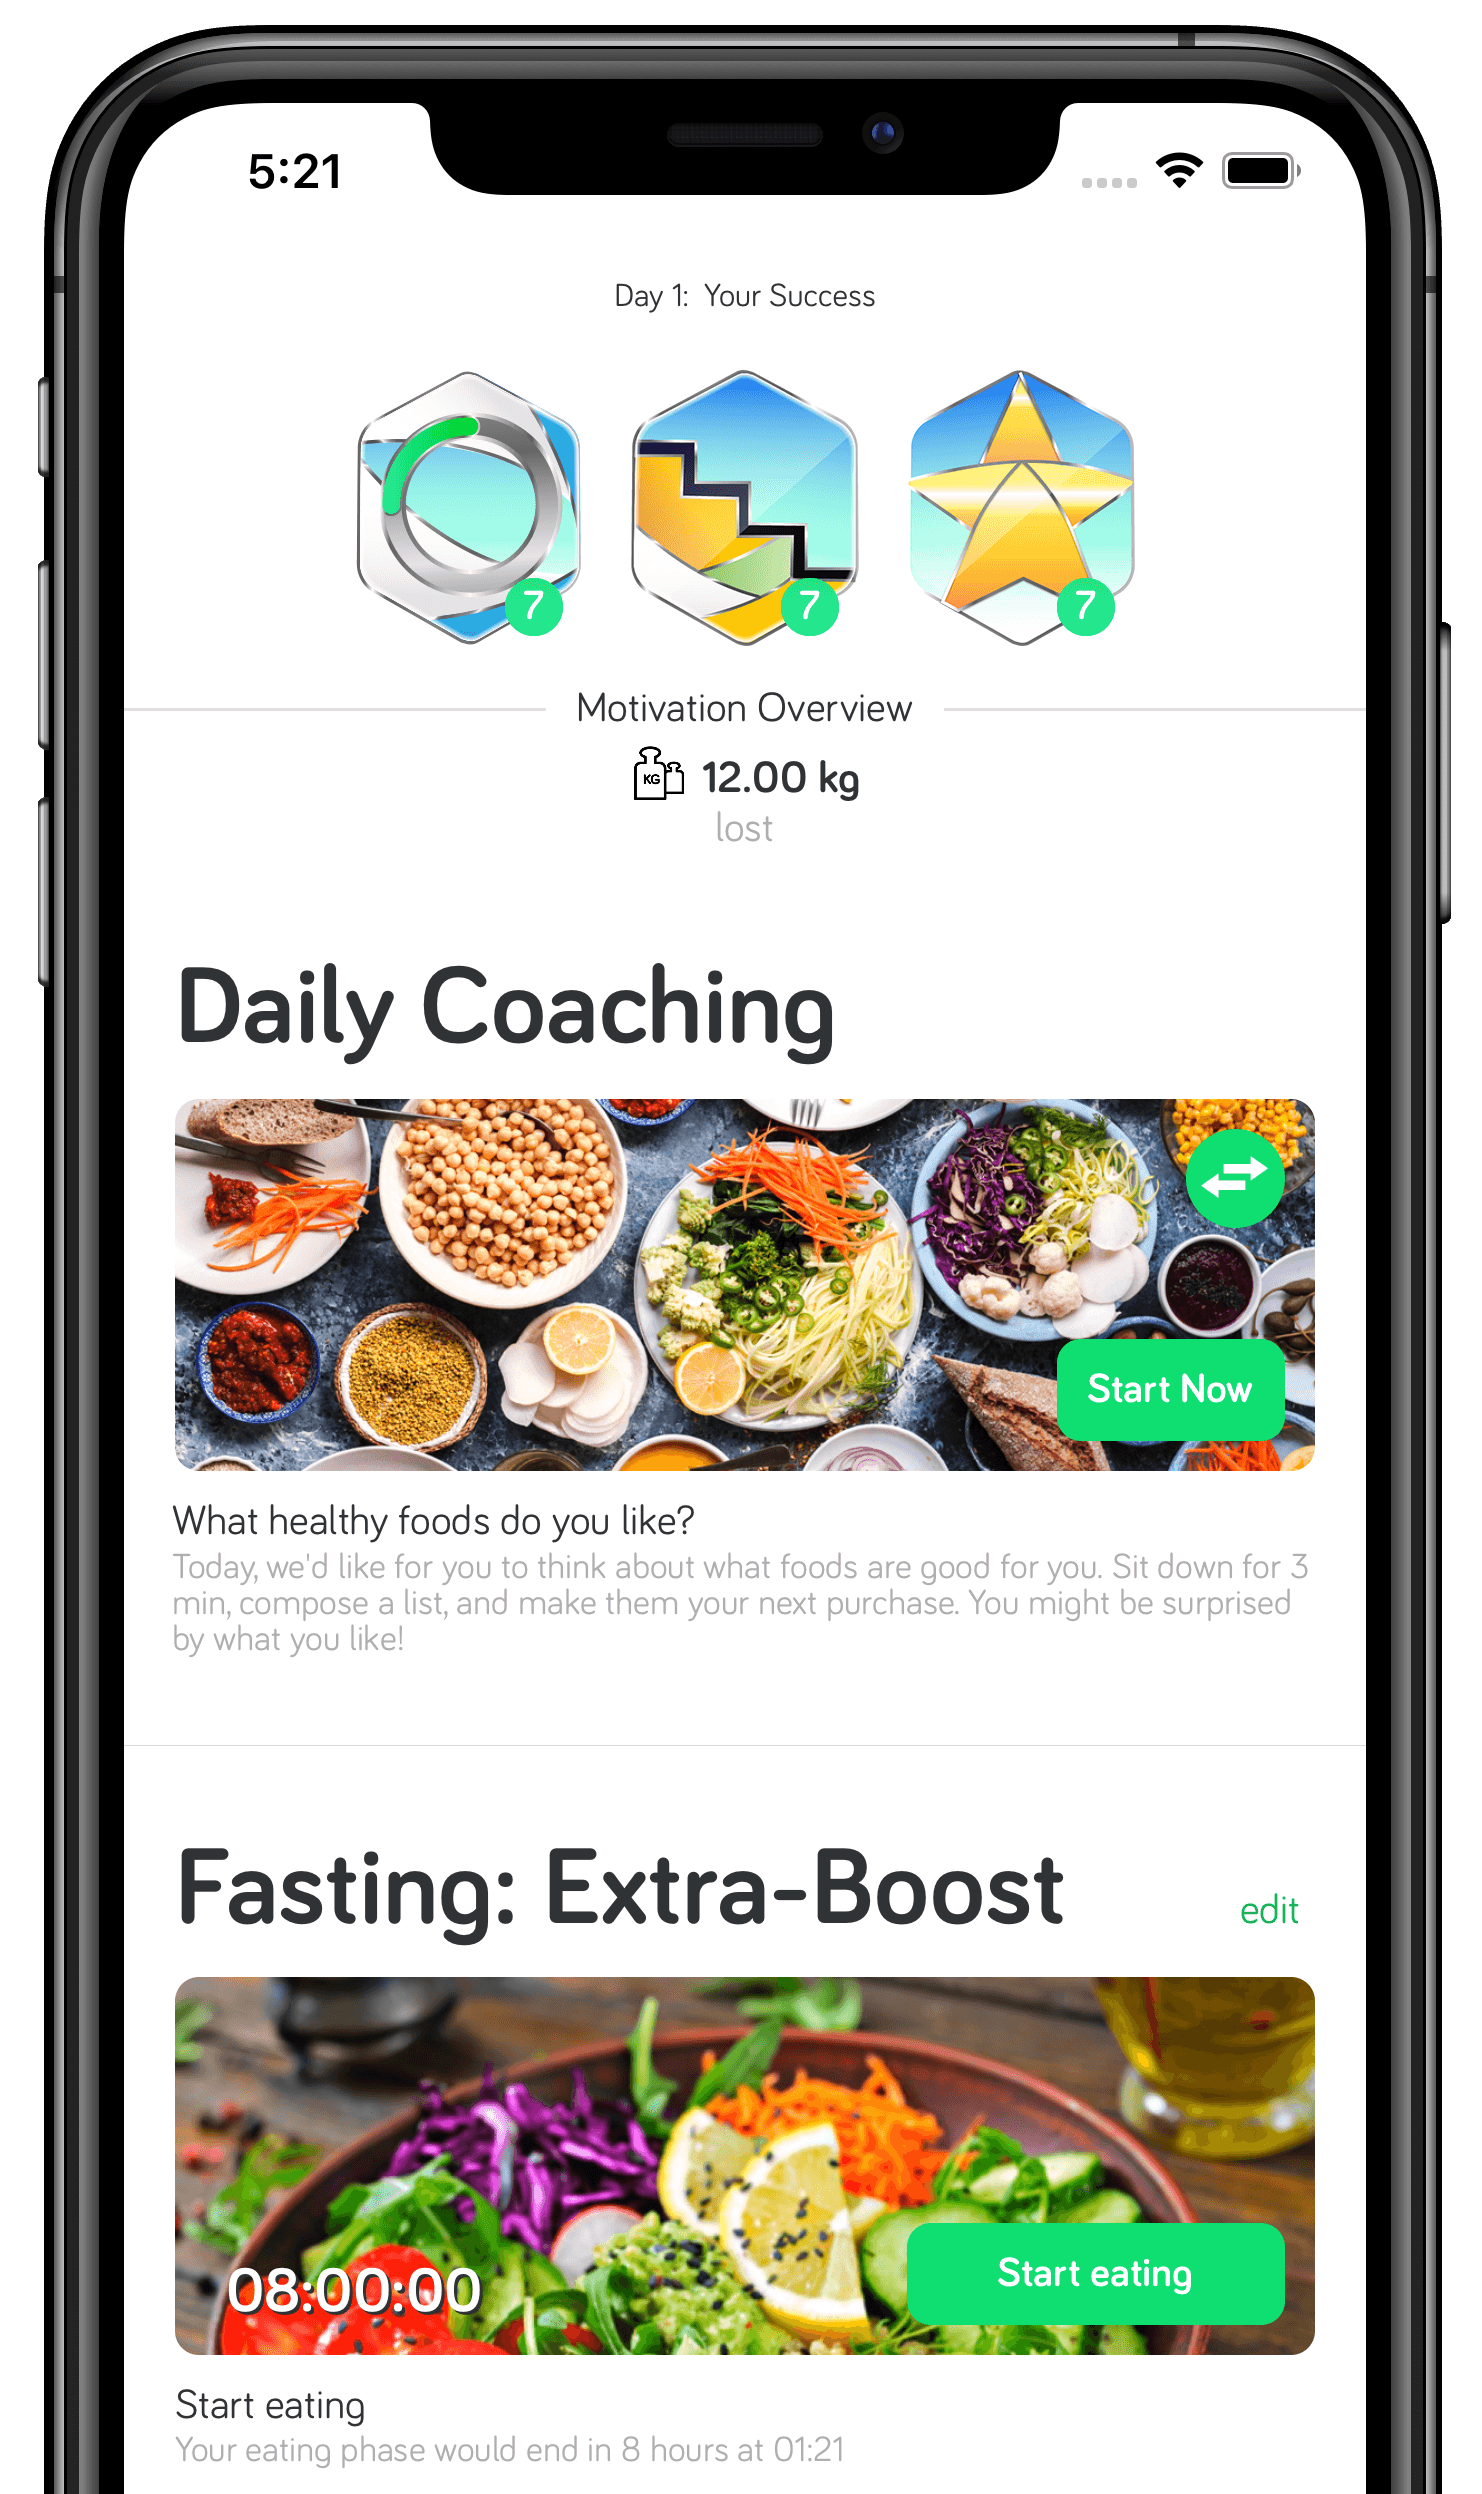 5:21
Day 1: Your Success
7
7
7
Motivation Overview
KG
12.00 kg
lost
Daily Coaching
Start Now
What healthy foods do you like?
Today, we'd like for you to think about what foods are good for you. Sit down for 3
min, compose a list, and make them your next purchase. You might be surprised
by what you like!
Fasting: Extra-Boost
edit
08:00:00
Start eating
Start eating
Your eating phase would end in 8 hours at 01:21